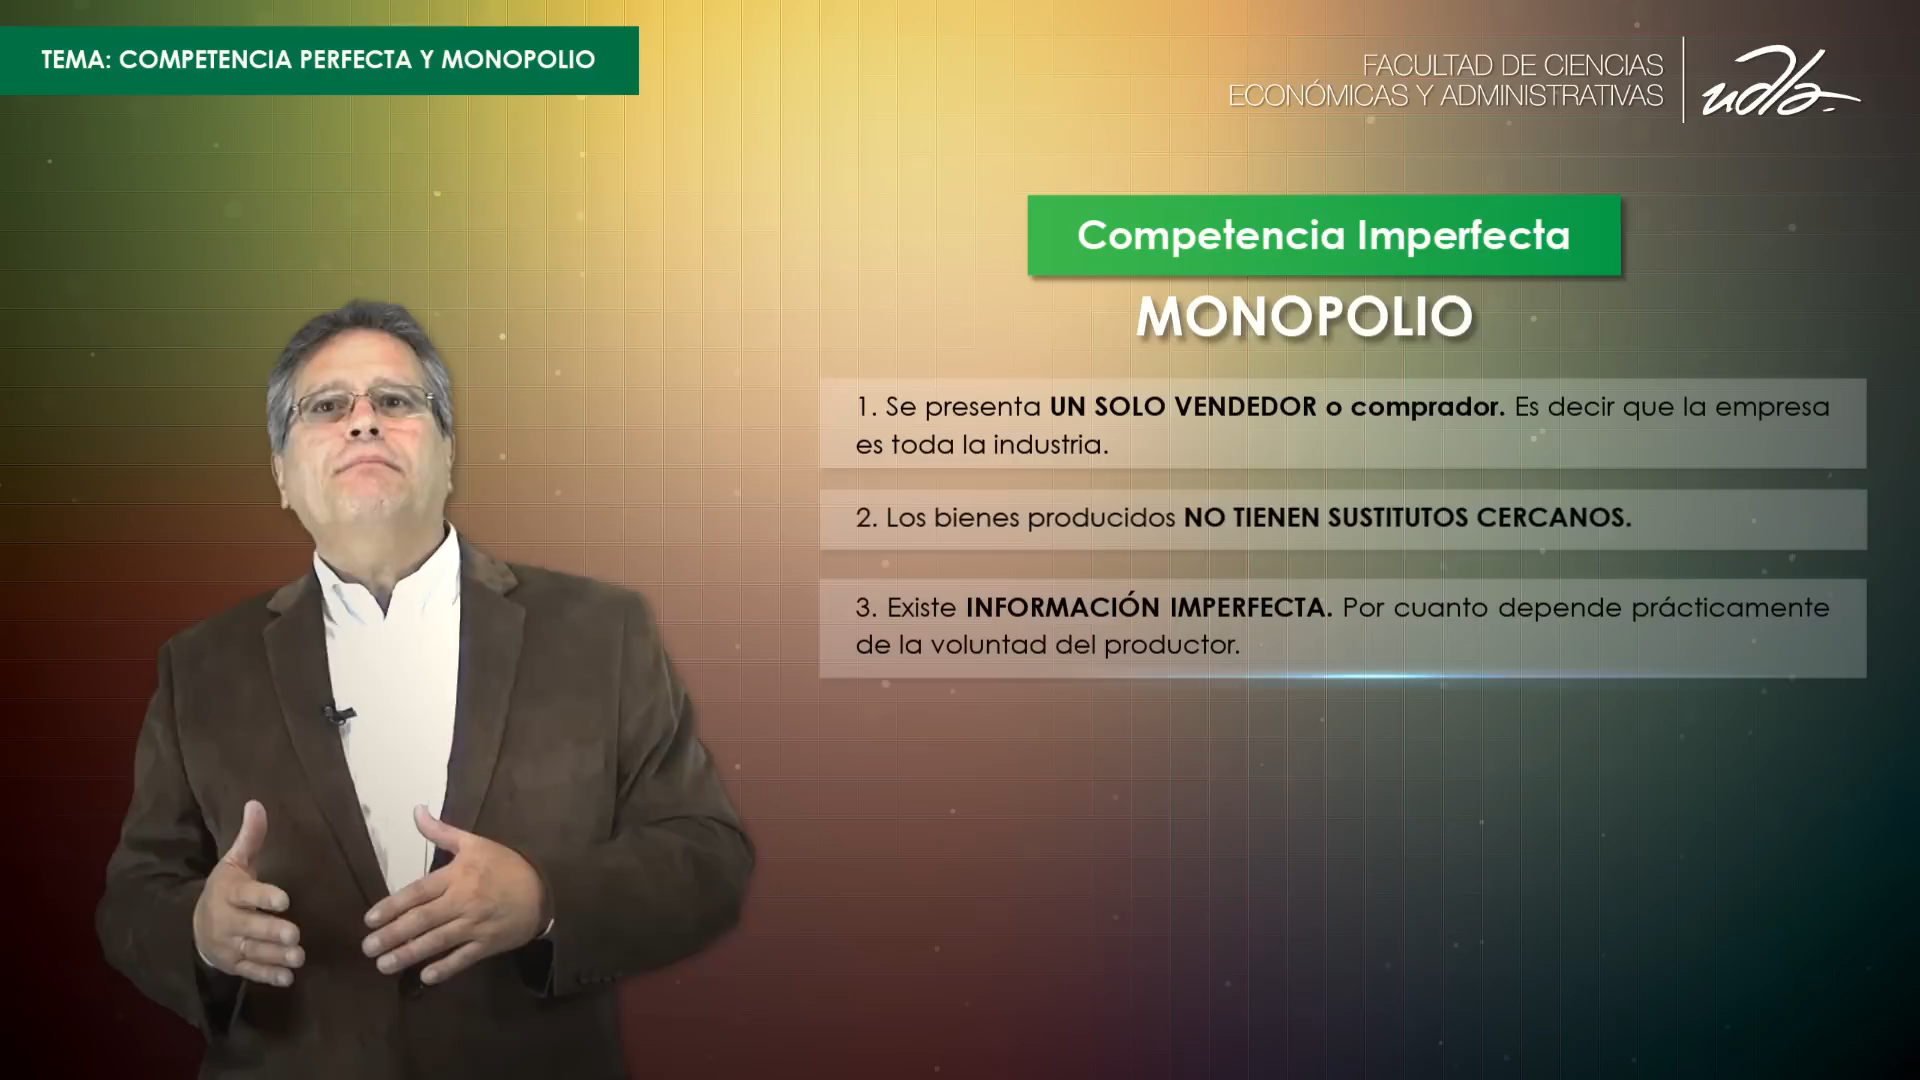 TEMA: COMPETENCIA PERFECTA Y MONOPOLIO
FACULTAD DE CIENCIAS
ECONÓMICAS Y ADMINISTRATIVAS
udla-
Competencia Imperfecta
MONOPOLIO
1. Se presenta UN SOLO VENDEDOR o comprador. Es decir que la empresa
es toda la industria.
2. Los bienes producidos NO TIENEN SUSTITUTOS CERCANOS.
3. Existe INFORMACIÓN IMPERFECTA. Por cuanto depende prácticamente
de la voluntad del productor.